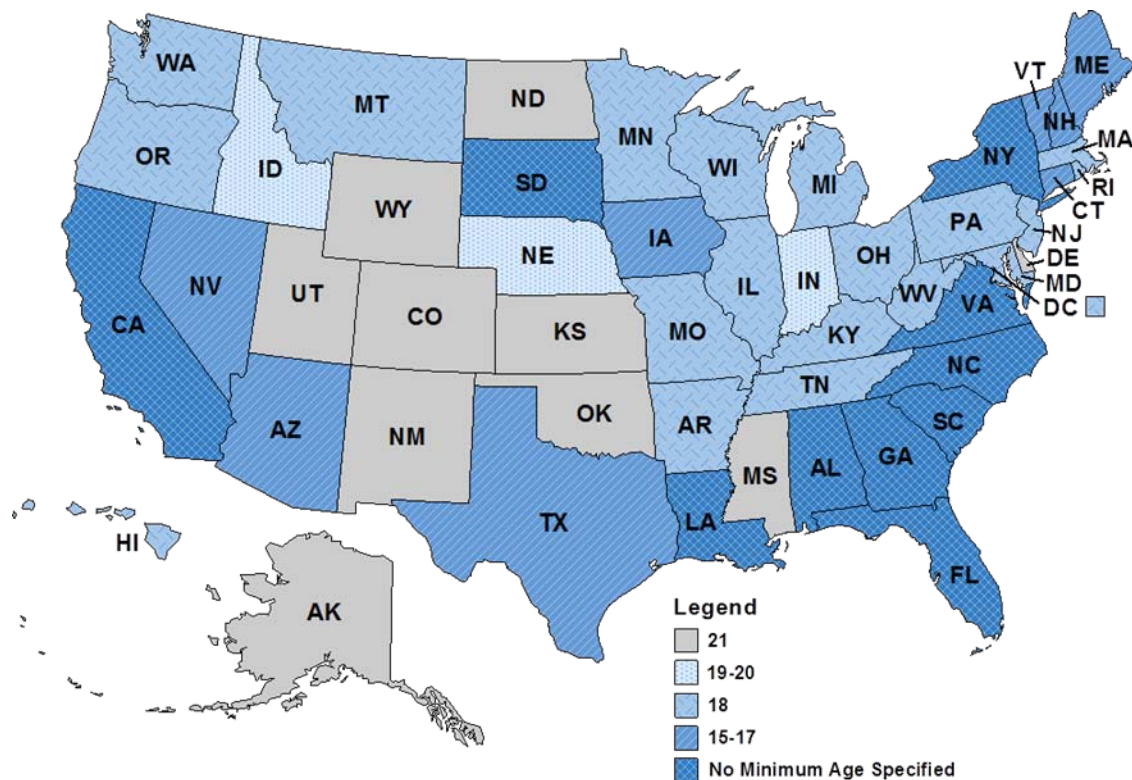 WA
MT
ND
MN
VT
ME
NH
OR
ID
SD
WI
MI
NY
MA
WY
RI
CT
NV
NE
IA
PA
NJ
UT
CO
IL
IN
OH
DE
MD
DC
CA
KS
MO
KY
WV
VA
AZ
NM
OK
AR
TN
NC
SC
TX
LA
MS
AL
GA
HI
FL
AK
Legend
21
19-20
18
15-17
No Minimum Age Specified